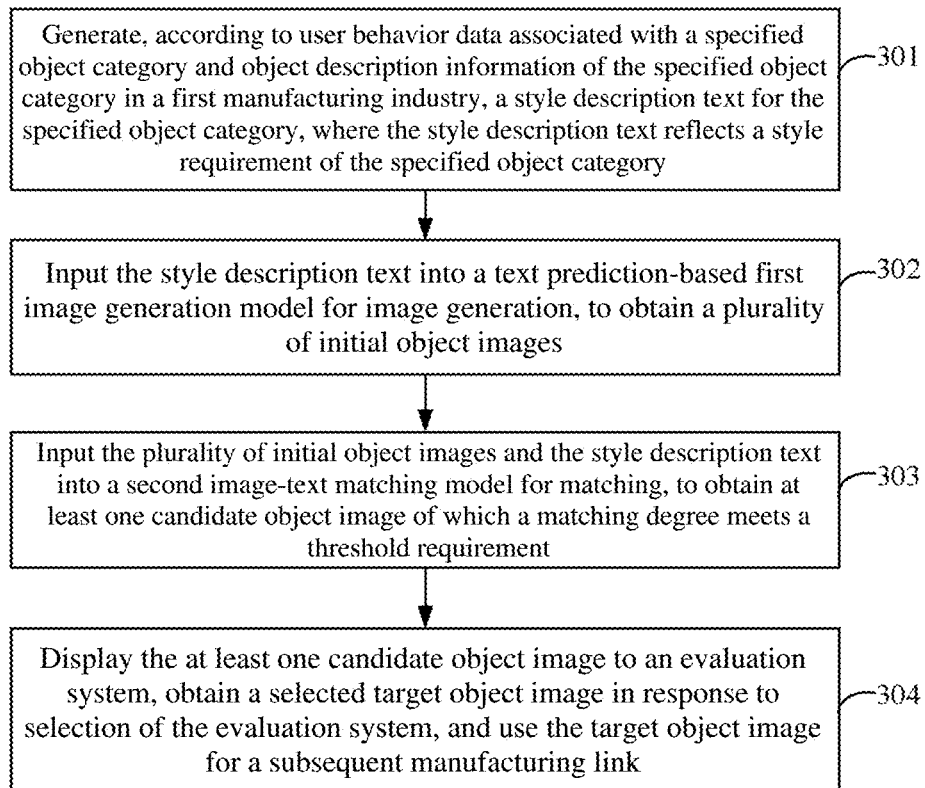 Generate, according to user behavior data associated with a specified
object category and object description information of the specified object
category in a first manufacturing industry, a style description text for the
specified object category, where the style description text reflects a style
requirement of the specified object category
301
Input the style description text into a text prediction-based first
image generation model for image generation, to obtain a plurality
of initial object images
302
Input the plurality of initial object images and the style description text
into a second image-text matching model for matching, to obtain at
least one candidate object image of which a matching degree meets a
threshold requirement
303
Display the at least one candidate object image to an evaluation
system, obtain a selected target object image in response to
selection of the evaluation system, and use the target object image
for a subsequent manufacturing link
304